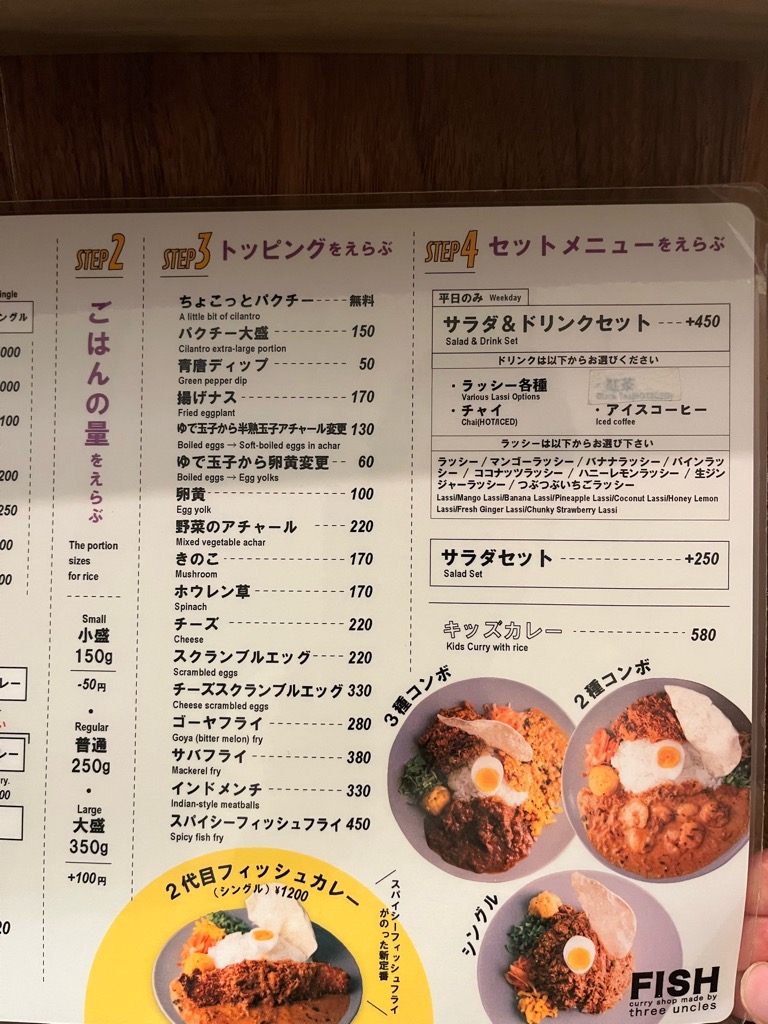 ingle
ングル
000
000
100
200
250
00
00
レー
い
レー
ry.
00
20
STEP2
ごはんの量をえらぶ
The portion
sizes
for rice
Small
小盛
150g
-50円
•
Regular
普通
250g
•
Large
大盛
350g
+100円
STEP3 トッピングをえらぶ
ちょこっとパクチー----無料
A little bit of cilantro
パクチー大盛 ------------ 150
Cilantro extra-large portion
青唐ディップ ------------- 50
Green pepper dip
揚げナス ----------------- 170
Fried eggplant
ゆで玉子から半熟玉子アチャール変更 130
Boiled eggs → Soft-boiled eggs in achar
ゆで玉子から卵黄変更-- 60
Boiled eggs → Egg yolks
卵黄 --------------------- 100
Egg yolk
野菜のアチャール ----- 220
Mixed vegetable achar
きのこ------------------- 170
Mushroom
ホウレン草--------------- 170
Spinach
チーズ ------------------- 220
Cheese
スクランブルエッグ---- 220
Scrambled eggs
チーズスクランブルエッグ 330
Cheese scrambled eggs
ゴーヤフライ ------------ 280
Goya (bitter melon) fry
サバフライ -------------- 380
Mackerel fry
インドメンチ ------------ 330
Indian-style meatballs
スパイシーフィッシュフライ 450
Spicy fish fry
2代目フィッシュカレー
(シングル) ¥1200
スパイシーフィッシュフライ
がのった新定番
STEP4 セットメニューをえらぶ
平日のみ Weekday
サラダ&ドリンクセット ---+450
Salad & Drink Set
ドリンクは以下からお選びください
・ラッシー各種
Various Lassi Options
紅茶
・チャイ
Chai(HOT/ICED)
・アイスコーヒー
Iced coffee
ラッシーは以下からお選び下さい
ラッシー / マンゴーラッシー / バナナラッシー / パインラッ
シー / ココナッツラッシー / ハニーレモンラッシー / 生ジン
ジャーラッシー / つぶつぶいちごラッシー
Lassi/Mango Lassi/Banana Lassi/Pineapple Lassi/Coconut Lassi/Honey Lemon
Lassi/Fresh Ginger Lassi/Chunky Strawberry Lassi
サラダセット ----------------+250
Salad Set
キッズカレー --------------- 580
Kids Curry with rice
3種コンボ
2種コンボ
シングル
FISH
curry shop made by
three uncles